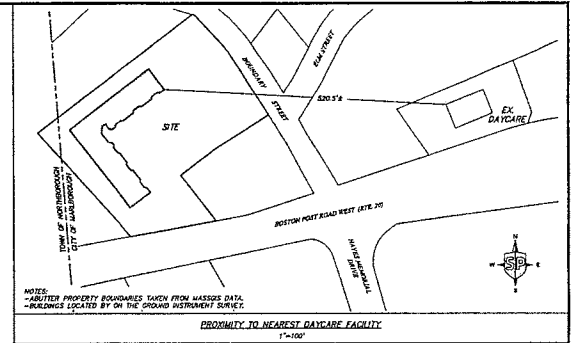 BOUNDARY
STREET
ELM STREET
520.5'±
SITE
EX.
DAYCARE
TOWN OF NORTHBOROUGH
CITY OF MARLBOROUGH
BOSTON POST ROAD WEST (RTE. 20)
HAYES MEMORIAL
DRIVE
N
W
SP
E
S
NOTES:
-ABUTTER PROPERTY BOUNDARIES TAKEN FROM MASSGIS DATA.
-BUILDINGS LOCATED BY ON THE GROUND INSTRUMENT SURVEY.
PROXIMITY TO NEAREST DAYCARE FACILITY
1"=100'